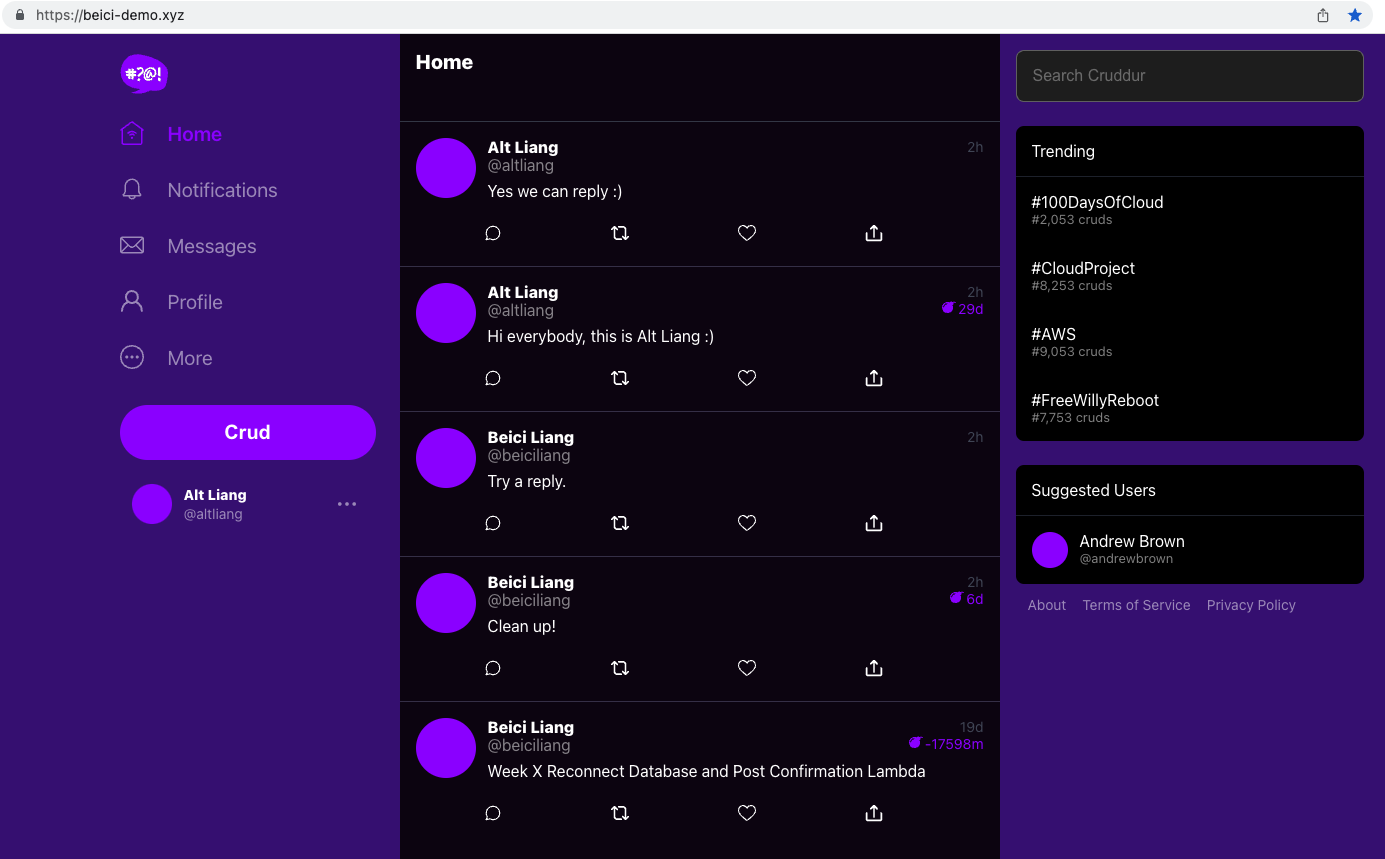 https://beici-demo.xyz
#?@!
Home
Notifications
Messages
Profile
More
Crud
Alt Liang
@altliang
Home
Alt Liang 2h
@altliang
Yes we can reply :)
Alt Liang 2h
@altliang 29d
Hi everybody, this is Alt Liang :)
Beici Liang 2h
@beiciliang
Try a reply.
Beici Liang 2h
@beiciliang 6d
Clean up!
Beici Liang 19d
@beiciliang -17598m
Week X Reconnect Database and Post Confirmation Lambda
Search Cruddur
Trending
#100DaysOfCloud
#2,053 cruds
#CloudProject
#8,253 cruds
#AWS
#9,053 cruds
#FreeWillyReboot
#7,753 cruds
Suggested Users
Andrew Brown
@andrewbrown
About Terms of Service Privacy Policy